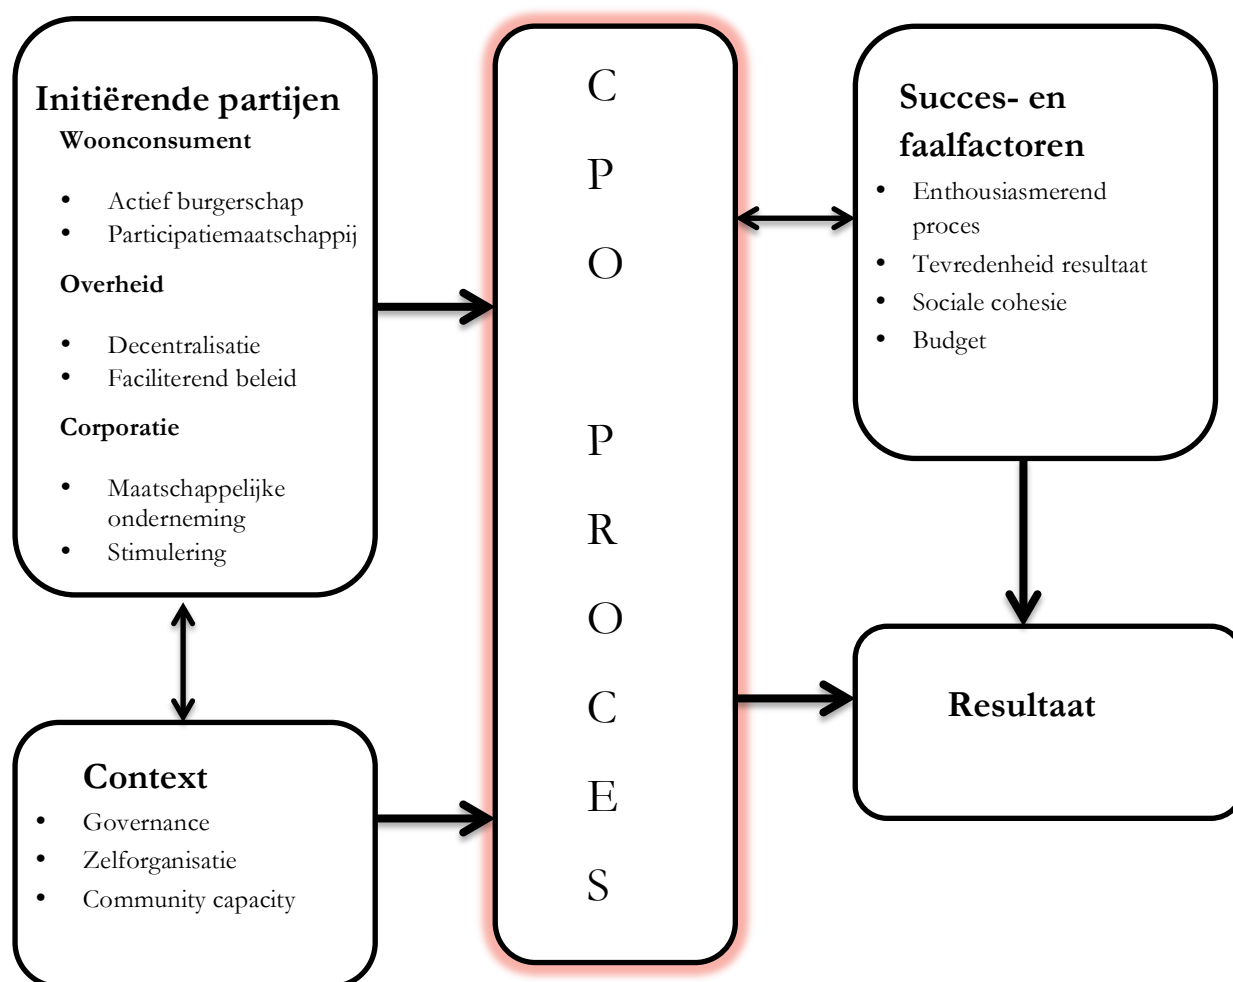 Initiërende partijen
Woonconsument
• Actief burgerschap
• Participatiemaatschappij
Overheid
• Decentralisatie
• Faciliterend beleid
Corporatie
• Maatschappelijke
onderneming
• Stimulering
Context
• Governance
• Zelforganisatie
• Community capacity
C
P
O
P
R
O
C
E
S
Succes- en
faalfactoren
• Enthousiasmerend
proces
• Tevredenheid resultaat
• Sociale cohesie
• Budget
Resultaat